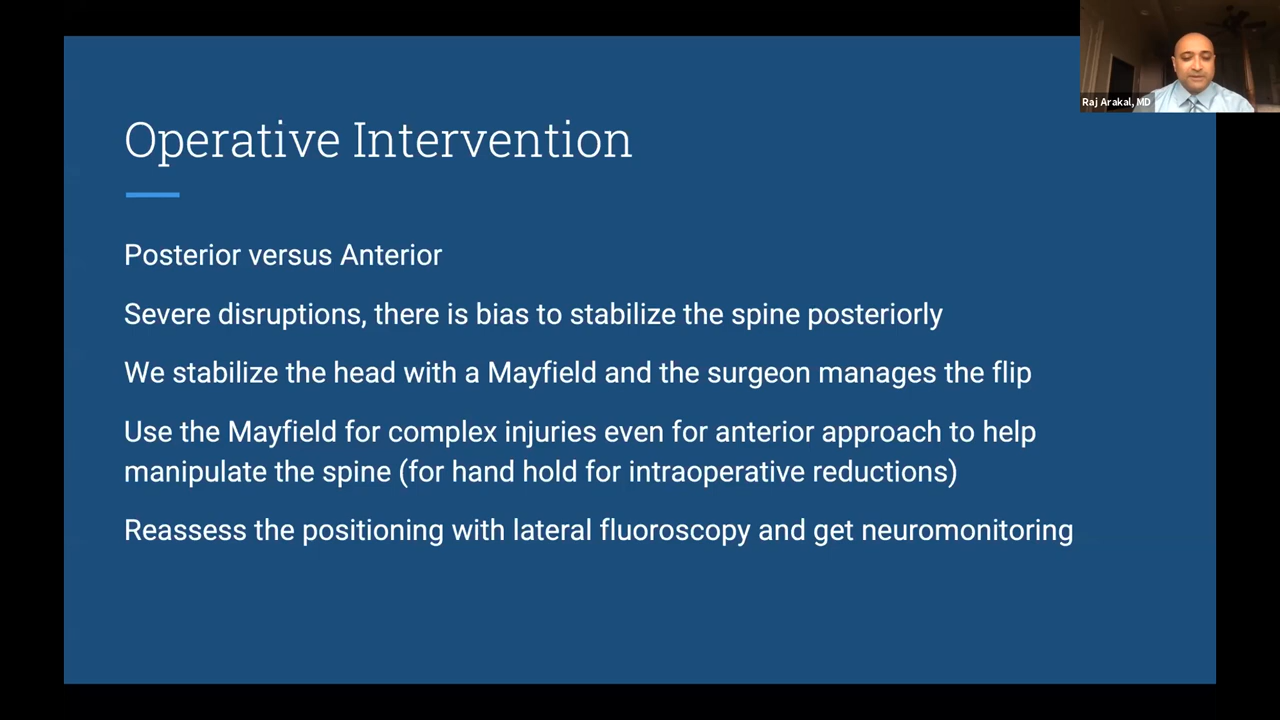 Raj Arakal, MD
Operative Intervention
Posterior versus Anterior
Severe disruptions, there is bias to stabilize the spine posteriorly
We stabilize the head with a Mayfield and the surgeon manages the flip
Use the Mayfield for complex injuries even for anterior approach to help
manipulate the spine (for hand hold for intraoperative reductions)
Reassess the positioning with lateral fluoroscopy and get neuromonitoring